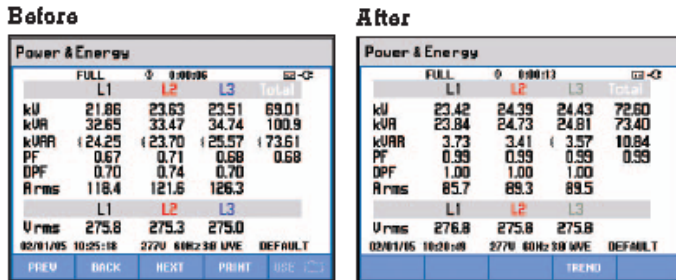 Before
Power & Energy
FULL 0:00:06
L1 L2 L3 Total
kW 21.86 23.63 23.51 69.01
kVA 32.65 33.47 34.74 100.9
kVAR 24.25 23.70 25.57 73.61
PF 0.67 0.71 0.68 0.68
DPF 0.70 0.74 0.70
A rms 118.4 121.6 126.3
L1 L2 L3
V rms 275.8 275.3 275.0
02/01/05 10:25:18 277V 60Hz 3Ø WYE DEFAULT
PREV BACK NEXT PRINT USE
After
Power & Energy
FULL 0:00:13
L1 L2 L3 Total
kW 23.42 24.39 24.43 72.60
kVA 23.84 24.73 24.81 73.40
kVAR 3.73 3.41 3.57 10.84
PF 0.99 0.99 0.99 0.99
DPF 1.00 1.00 1.00
A rms 85.7 89.3 89.5
L1 L2 L3
V rms 276.8 275.8 275.8
02/01/05 10:20:49 277V 60Hz 3Ø WYE DEFAULT
TREND